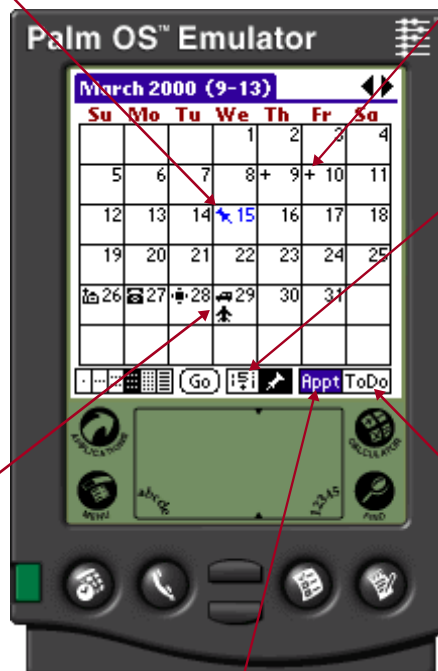 Palm OS™ Emulator
March 2000 (9-13)
Su Mo Tu We Th Fr Sa
1 2 3 4
5 6 7 8 + 9 + 10 11
12 13 14 15 16 17 18
19 20 21 22 23 24 25
26 27 28 29 30 31
Go Appt ToDo
APPLICATIONS CALCULATOR
MENU abcde 12345 FIND